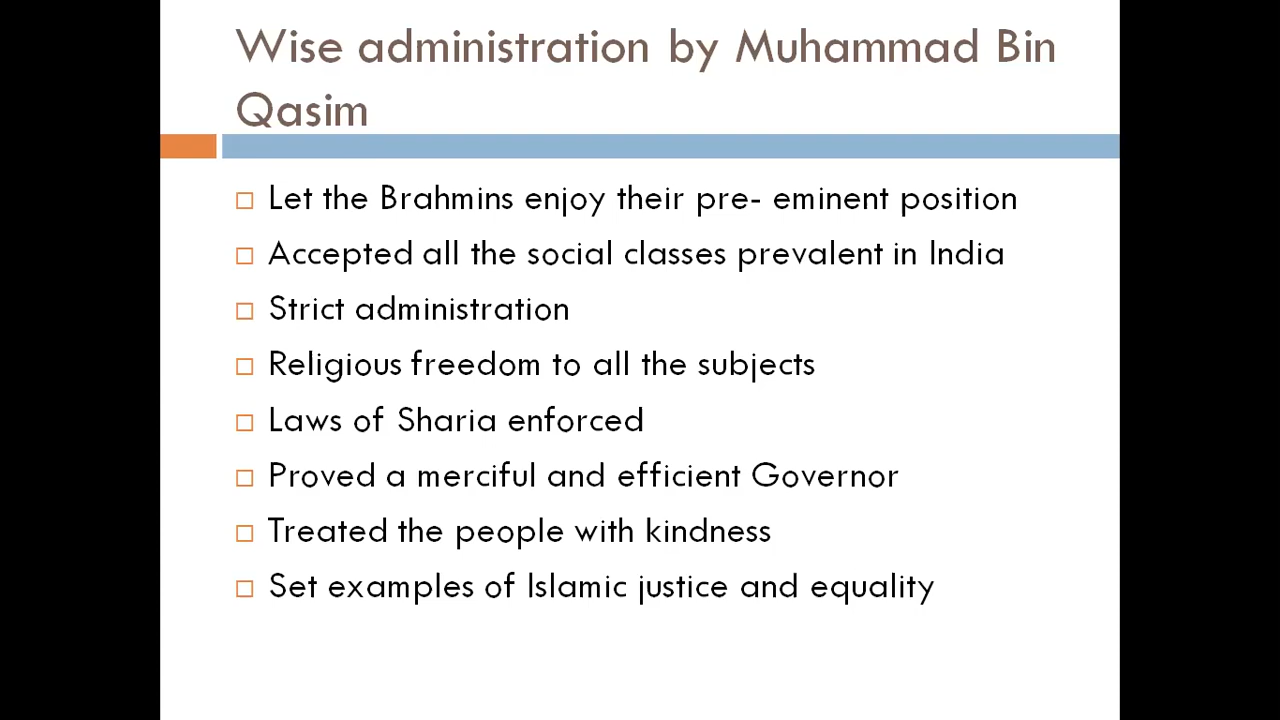 Wise administration by Muhammad Bin
Qasim
Let the Brahmins enjoy their pre- eminent position
Accepted all the social classes prevalent in India
Strict administration
Religious freedom to all the subjects
Laws of Sharia enforced
Proved a merciful and efficient Governor
Treated the people with kindness
Set examples of Islamic justice and equality